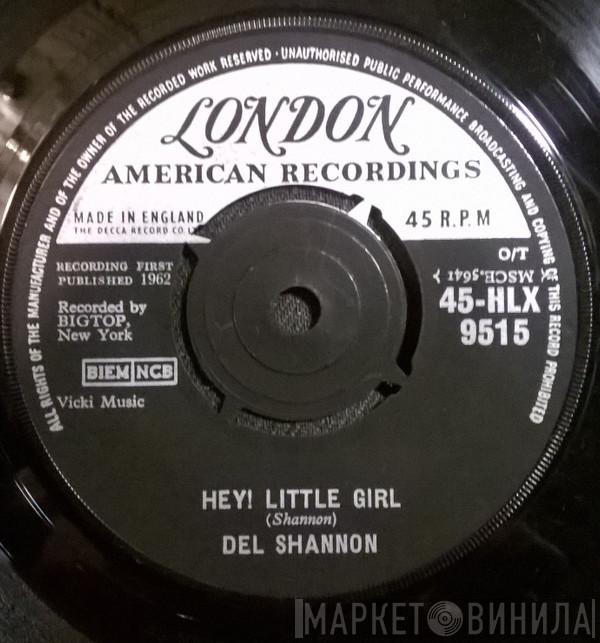 ALL RIGHTS OF THE MANUFACTURER AND OF THE OWNER OF THE RECORDED WORK RESERVED · UNAUTHORISED PUBLIC PERFORMANCE BROADCASTING AND COPYING OF THIS RECORD PROHIBITED
LONDON
AMERICAN RECORDINGS
MADE IN ENGLAND
THE DECCA RECORD CO.
45 R.P.M
RECORDING FIRST
PUBLISHED 1962
O/T
MSCE.5641
Recorded by
BIGTOP,
New York
45-HLX
9515
BIEM NCB
Vicki Music
HEY! LITTLE GIRL
(Shannon)
DEL SHANNON
МАРКЕТ ВИНИЛА